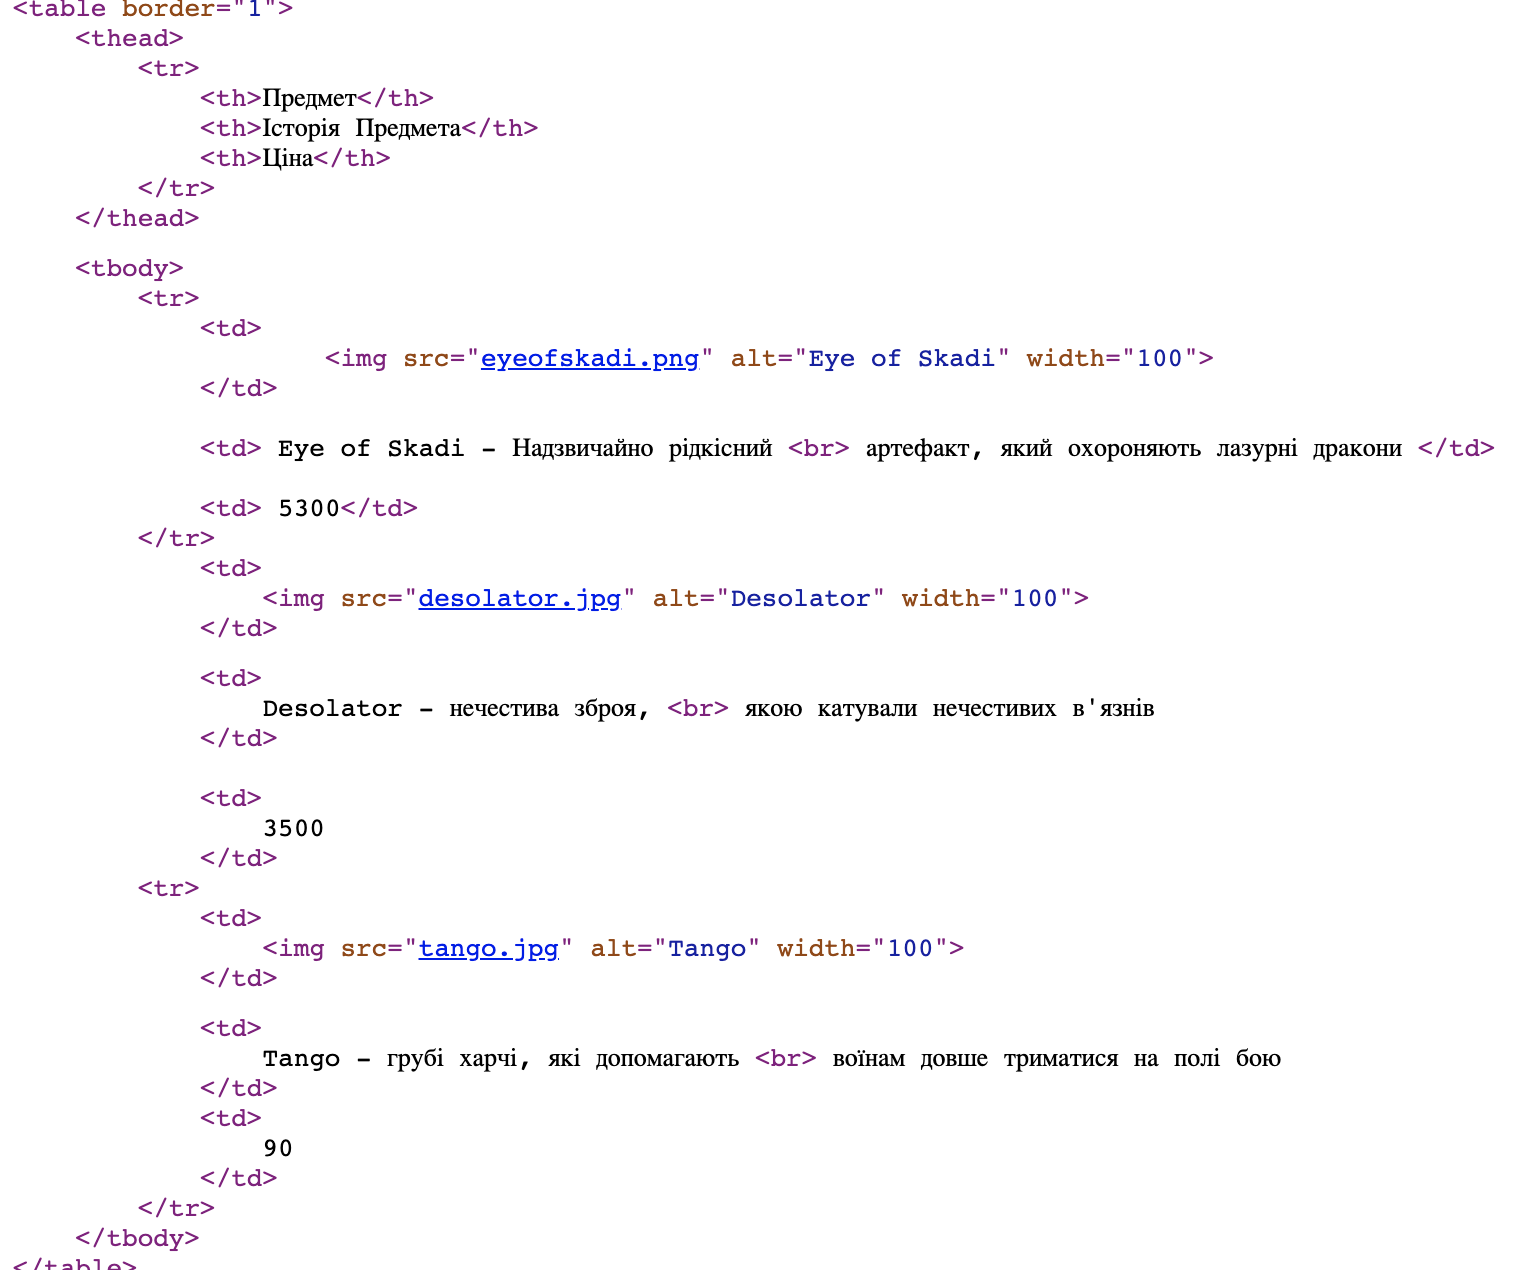 <table border="1">
<thead>
<tr>
<th>Предмет</th>
<th>Історія Предмета</th>
<th>Ціна</th>
</tr>
</thead>
<tbody>
<tr>
<td>
<img src="eyeofskadi.png" alt="Eye of Skadi" width="100">
</td>
<td> Eye of Skadi – Надзвичайно рідкісний <br> артефакт, який охороняють лазурні дракони </td>
<td> 5300</td>
</tr>
<td>
<img src="desolator.jpg" alt="Desolator" width="100">
</td>
<td>
Desolator – нечестива зброя, <br> якою катували нечестивих в'язнів
</td>
<td>
3500
</td>
<tr>
<td>
<img src="tango.jpg" alt="Tango" width="100">
</td>
<td>
Tango – грубі харчі, які допомагають <br> воїнам довше триматися на полі бою
</td>
<td>
90
</td>
</tr>
</tbody>
</table>